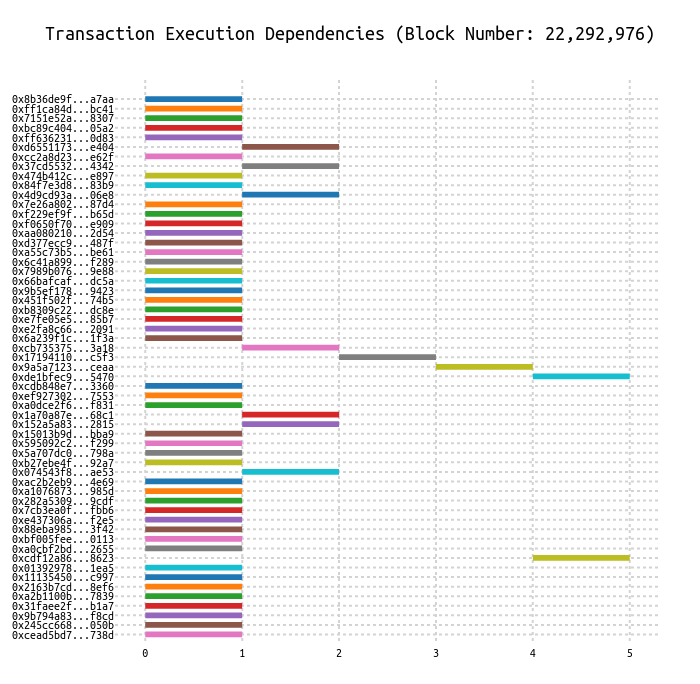 Transaction Execution Dependencies (Block Number: 22,292,976)
0x8b36de9f...a7aa
0xff1ca84d...bc41
0x7151e52a...8307
0xbc89c404...05a2
0xff636231...0d83
0xd6551173...e404
0xcc2a8d23...e62f
0x37cd5532...4342
0x474b412c...e897
0x84f7e3d8...83b9
0x4d9cd93a...06e8
0x7e26a802...87d4
0xf229ef9f...b65d
0xf0650f70...e909
0xaa080210...2d54
0xd377ecc9...487f
0xa55c73b5...be61
0x6c41a899...f289
0x7989b076...9e88
0x66bafcaf...dc5a
0x9b5ef178...9423
0x451f502f...74b5
0xb8309c22...dc8e
0xe7fe05e5...85b7
0xe2fa8c66...2091
0x6a239f1c...1f3a
0xcb735375...3a18
0x17194110...c5f3
0x9a5a7123...ceaa
0xde1bfec9...5470
0xcdb848e7...3360
0xef927302...7553
0xa0dce2f6...f831
0x1a70a87e...68c1
0x152a5a83...2815
0x15013b9d...bba9
0x595092c2...f299
0x5a707dc0...798a
0xb27ebe4f...92a7
0x074543f8...ae53
0xac2b2eb9...4e69
0xa1076873...985d
0x282a5309...9cdf
0x7cb3ea0f...fbb6
0xe437306a...f2e5
0x88eba985...3f42
0xbf005fee...0113
0xa0cbf2bd...2655
0xcdf12a86...8623
0x01392978...1ea5
0x11135450...c997
0x2163b7cd...8ef6
0xa2b1100b...7839
0x31faee2f...b1a7
0x9b794a83...f8cd
0x245cc668...050b
0xcead5bd7...738d
0 1 2 3 4 5